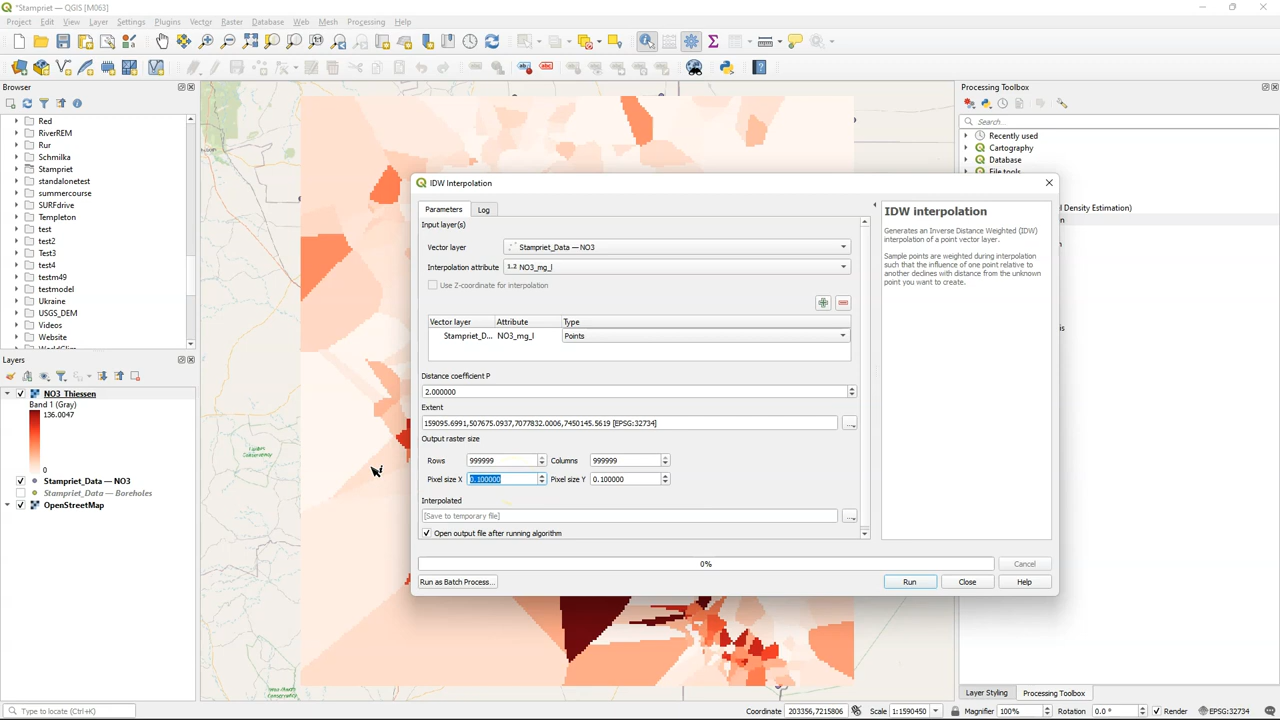 *Stampriet — QGIS [M063]
Project Edit View Layer Settings Plugins Vector Raster Database Web Mesh Processing Help
Browser
Red
RiverREM
Rur
Schmilka
Stampriet
standalonetest
summercourse
SURFdrive
Templeton
test
test2
Test3
test4
testm49
testmodel
Ukraine
USGS_DEM
Videos
Website
Layers
NO3_Thiessen
Band 1 (Gray)
136.0047
0
Stampriet_Data — NO3
Stampriet_Data — Boreholes
OpenStreetMap
IDW Interpolation
Parameters Log
Input layer(s)
Vector layer Stampriet_Data — NO3
Interpolation attribute 1.2 NO3_mg_l
Use Z-coordinate for interpolation
Vector layer Attribute Type
Stampriet_D... NO3_mg_l Points
Distance coefficient P
2.000000
Extent
159095.6991,507675.0937,7077832.0006,7450145.5619 [EPSG:32734]
Output raster size
Rows 999999 Columns 999999
Pixel size X 0.100000 Pixel size Y 0.100000
Interpolated
[Save to temporary file]
Open output file after running algorithm
0% Cancel
Run as Batch Process... Run Close Help
IDW interpolation
Generates an Inverse Distance Weighted (IDW)
interpolation of a point vector layer.
Sample points are weighted during interpolation
such that the influence of one point relative to
another declines with distance from the unknown
point you want to create.
Processing Toolbox
Search...
Recently used
Cartography
Database
File tools
l Density Estimation)
Layer Styling Processing Toolbox
Type to locate (Ctrl+K) Coordinate 203356,7215806 Scale 1:1590450 Magnifier 100% Rotation 0.0 ° Render EPSG:32734